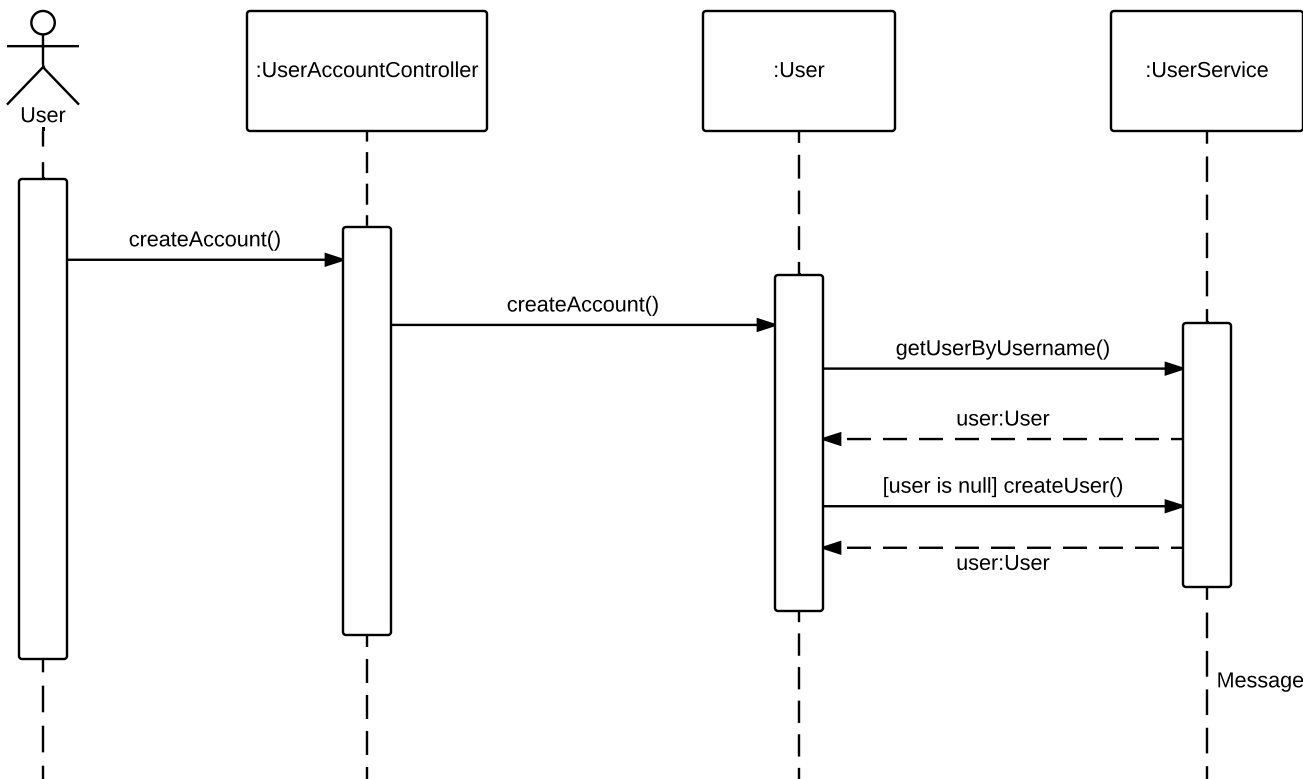 :UserAccountController
:User
:UserService
User
createAccount()
createAccount()
getUserByUsername()
user:User
[user is null] createUser()
user:User
Message